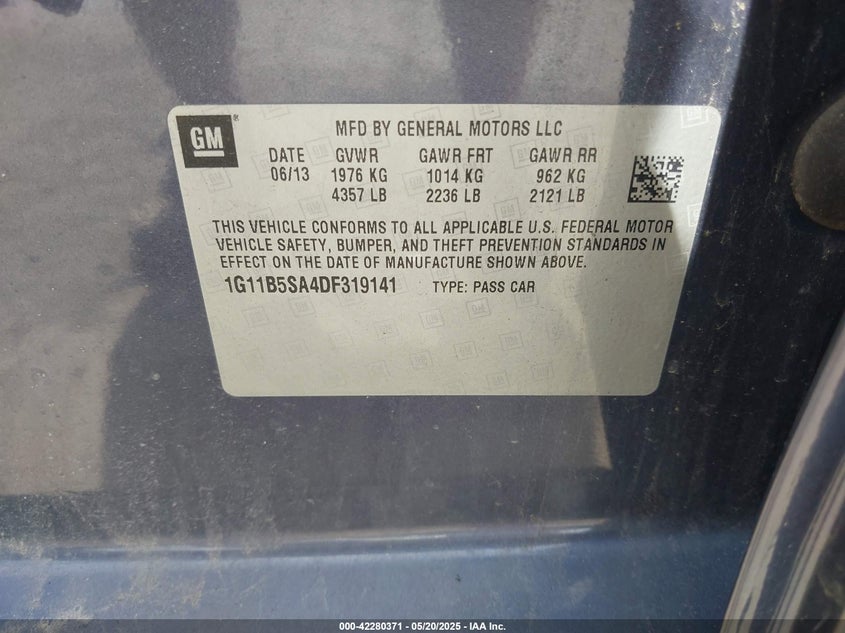 GM
MFD BY GENERAL MOTORS LLC
DATE GVWR GAWR FRT GAWR RR
06/13 1976 KG 1014 KG 962 KG
4357 LB 2236 LB 2121 LB
THIS VEHICLE CONFORMS TO ALL APPLICABLE U.S. FEDERAL MOTOR
VEHICLE SAFETY, BUMPER, AND THEFT PREVENTION STANDARDS IN
EFFECT ON THE DATE OF MANUFACTURE SHOWN ABOVE.
1G11B5SA4DF319141 TYPE: PASS CAR
000-42280371 — 05/20/2025 — IAA Inc.